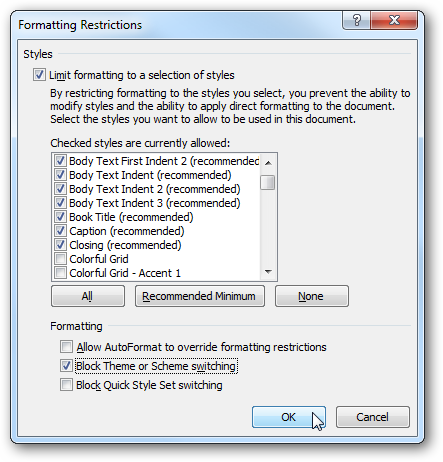 Formatting Restrictions
Styles
Limit formatting to a selection of styles
By restricting formatting to the styles you select, you prevent the ability to
modify styles and the ability to apply direct formatting to the document.
Select the styles you want to allow to be used in this document.
Checked styles are currently allowed:
Body Text First Indent 2 (recommended
Body Text Indent (recommended)
Body Text Indent 2 (recommended)
Body Text Indent 3 (recommended)
Book Title (recommended)
Caption (recommended)
Closing (recommended)
Colorful Grid
Colorful Grid - Accent 1
All Recommended Minimum None
Formatting
Allow AutoFormat to override formatting restrictions
Block Theme or Scheme switching
Block Quick Style Set switching
OK Cancel